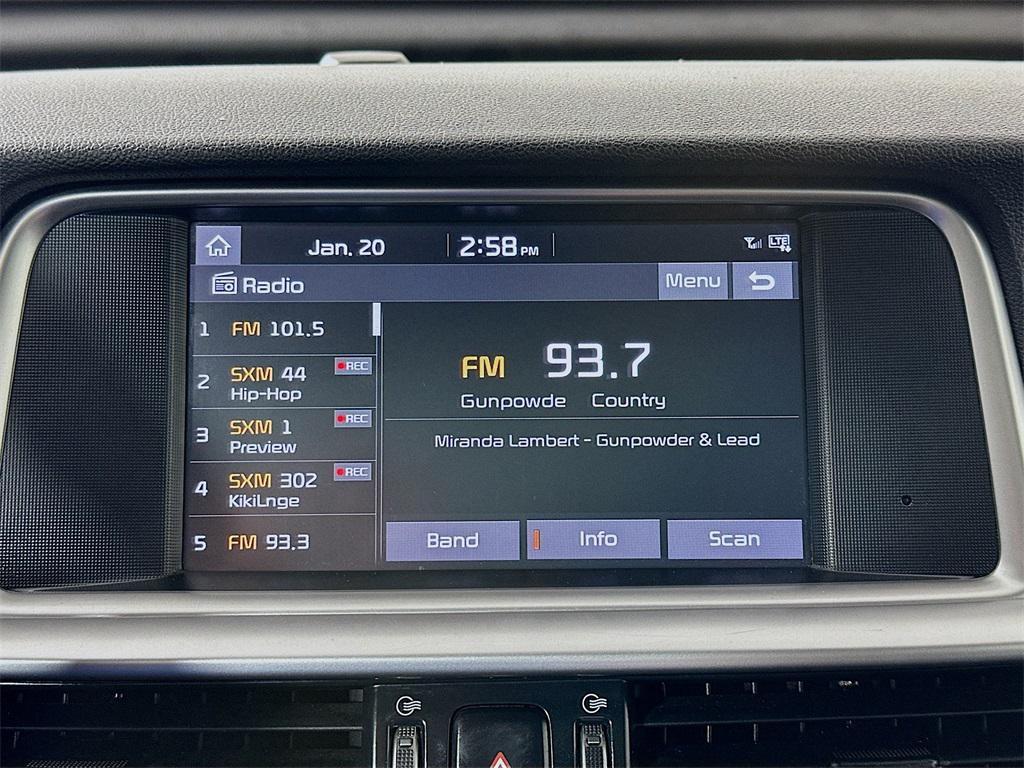 Jan. 20
2:58 PM
LTE
Radio
Menu
1 FM 101.5
2 SXM 44
REC
Hip-Hop
3 SXM 1
REC
Preview
4 SXM 302
REC
KikiLnge
5 FM 93.3
FM 93.7
Gunpowde Country
Miranda Lambert - Gunpowder & Lead
Band
Info
Scan